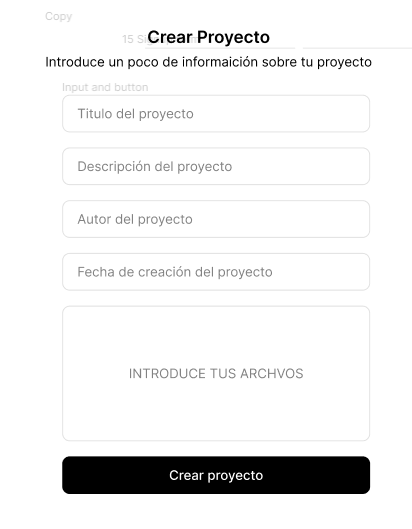 Copy
15 Sig
Crear Proyecto
Introduce un poco de informaición sobre tu proyecto
Input and button
Titulo del proyecto
Descripción del proyecto
Autor del proyecto
Fecha de creación del proyecto
INTRODUCE TUS ARCHVOS
Crear proyecto